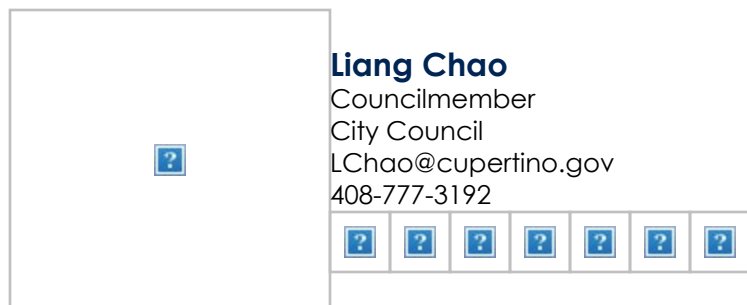 Liang Chao
Councilmember
City Council
LChao@cupertino.gov
408-777-3192